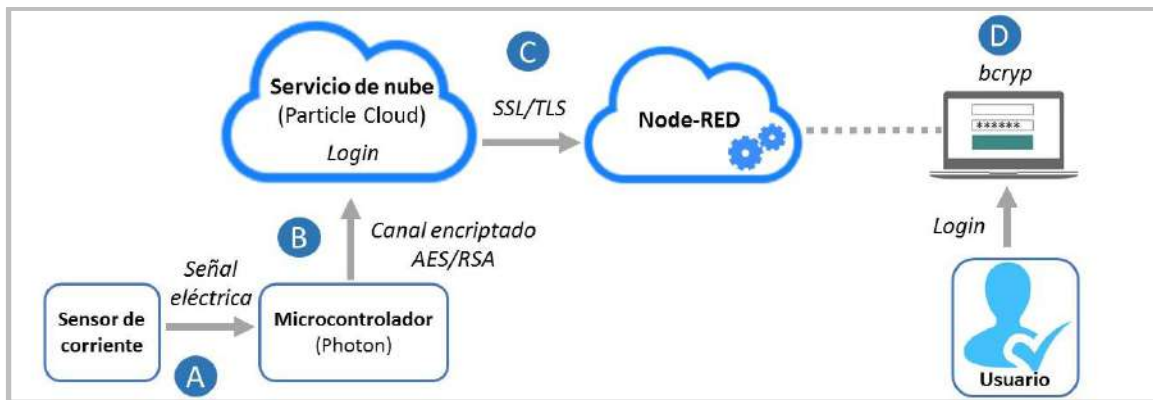 C
D
bcryp
Servicio de nube
(Particle Cloud)
Login
SSL/TLS
Node-RED
******
B
Canal encriptado
AES/RSA
Login
Señal
eléctrica
Sensor de
corriente
Microcontrolador
(Photon)
A
Usuario